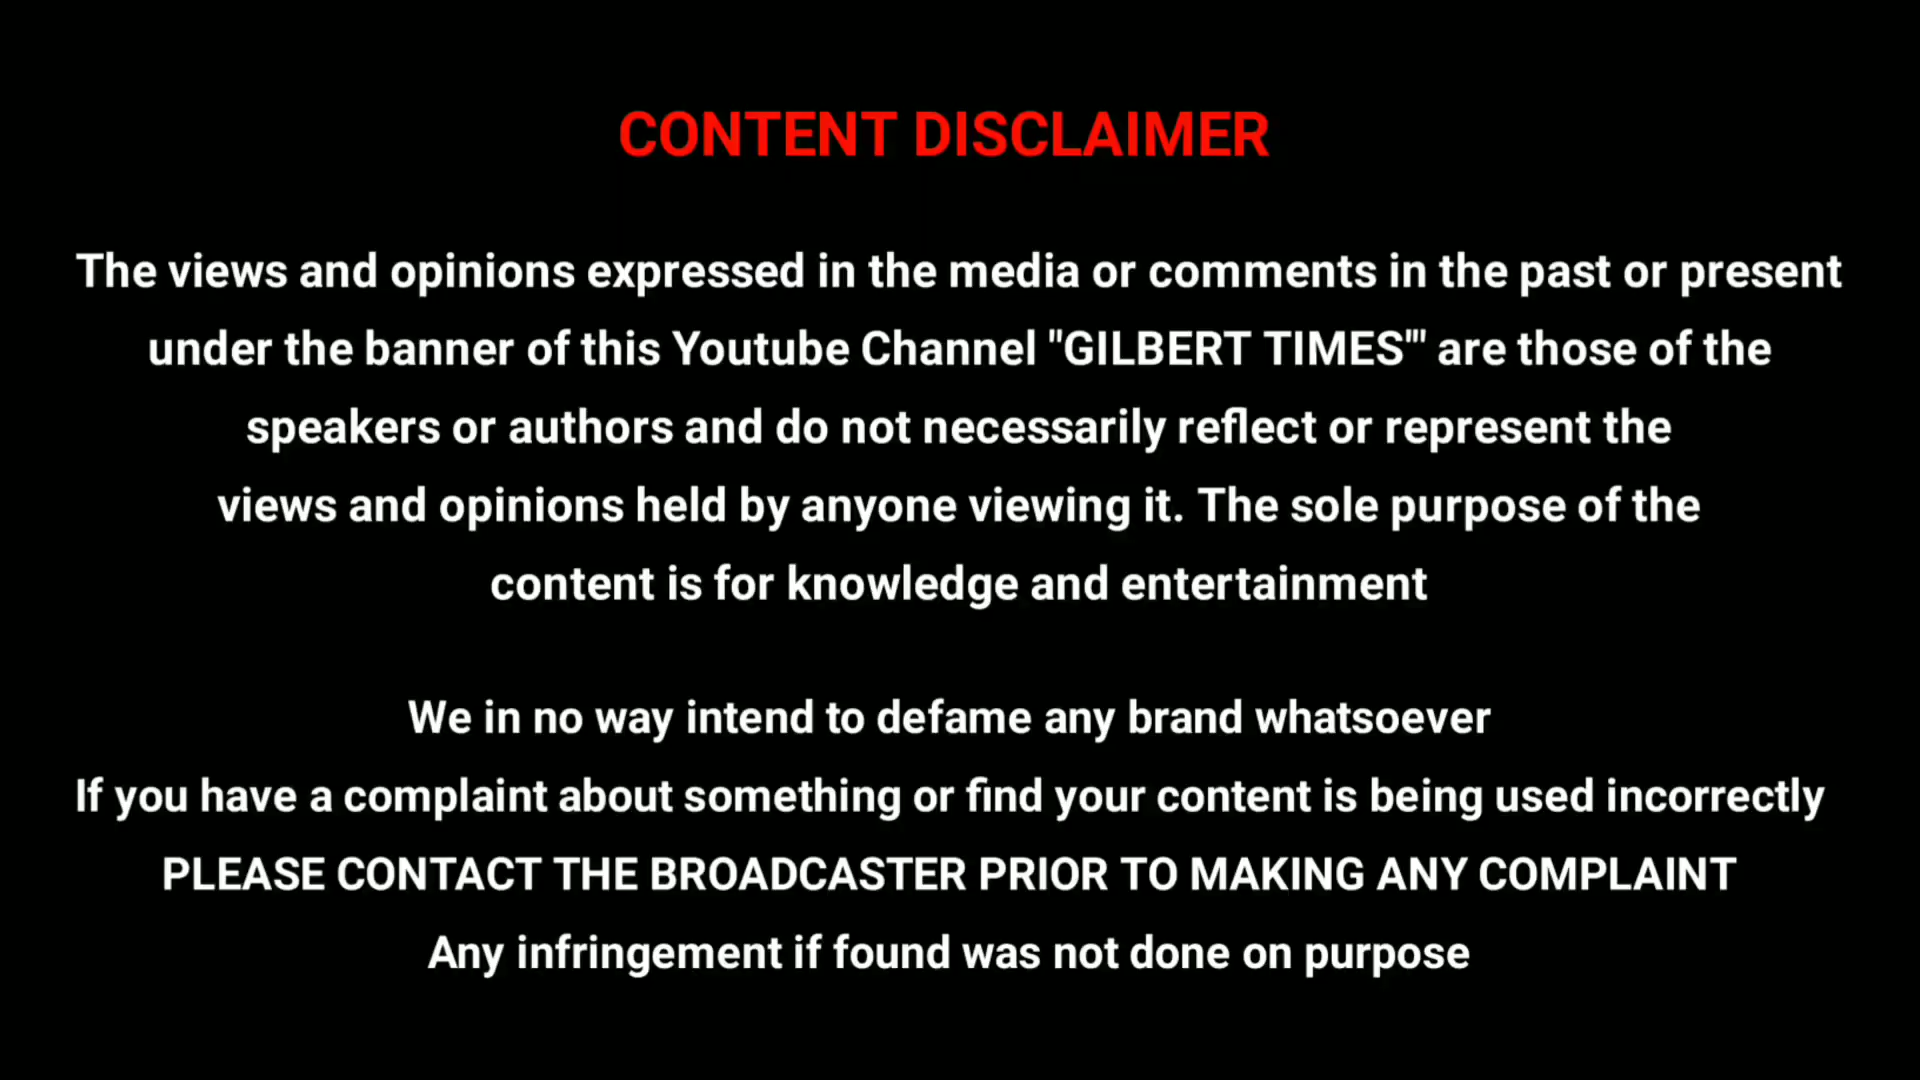 CONTENT DISCLAIMER
The views and opinions expressed in the media or comments in the past or present
under the banner of this Youtube Channel "GILBERT TIMES"' are those of the
speakers or authors and do not necessarily reflect or represent the
views and opinions held by anyone viewing it. The sole purpose of the
content is for knowledge and entertainment
We in no way intend to defame any brand whatsoever
If you have a complaint about something or find your content is being used incorrectly
PLEASE CONTACT THE BROADCASTER PRIOR TO MAKING ANY COMPLAINT
Any infringement if found was not done on purpose